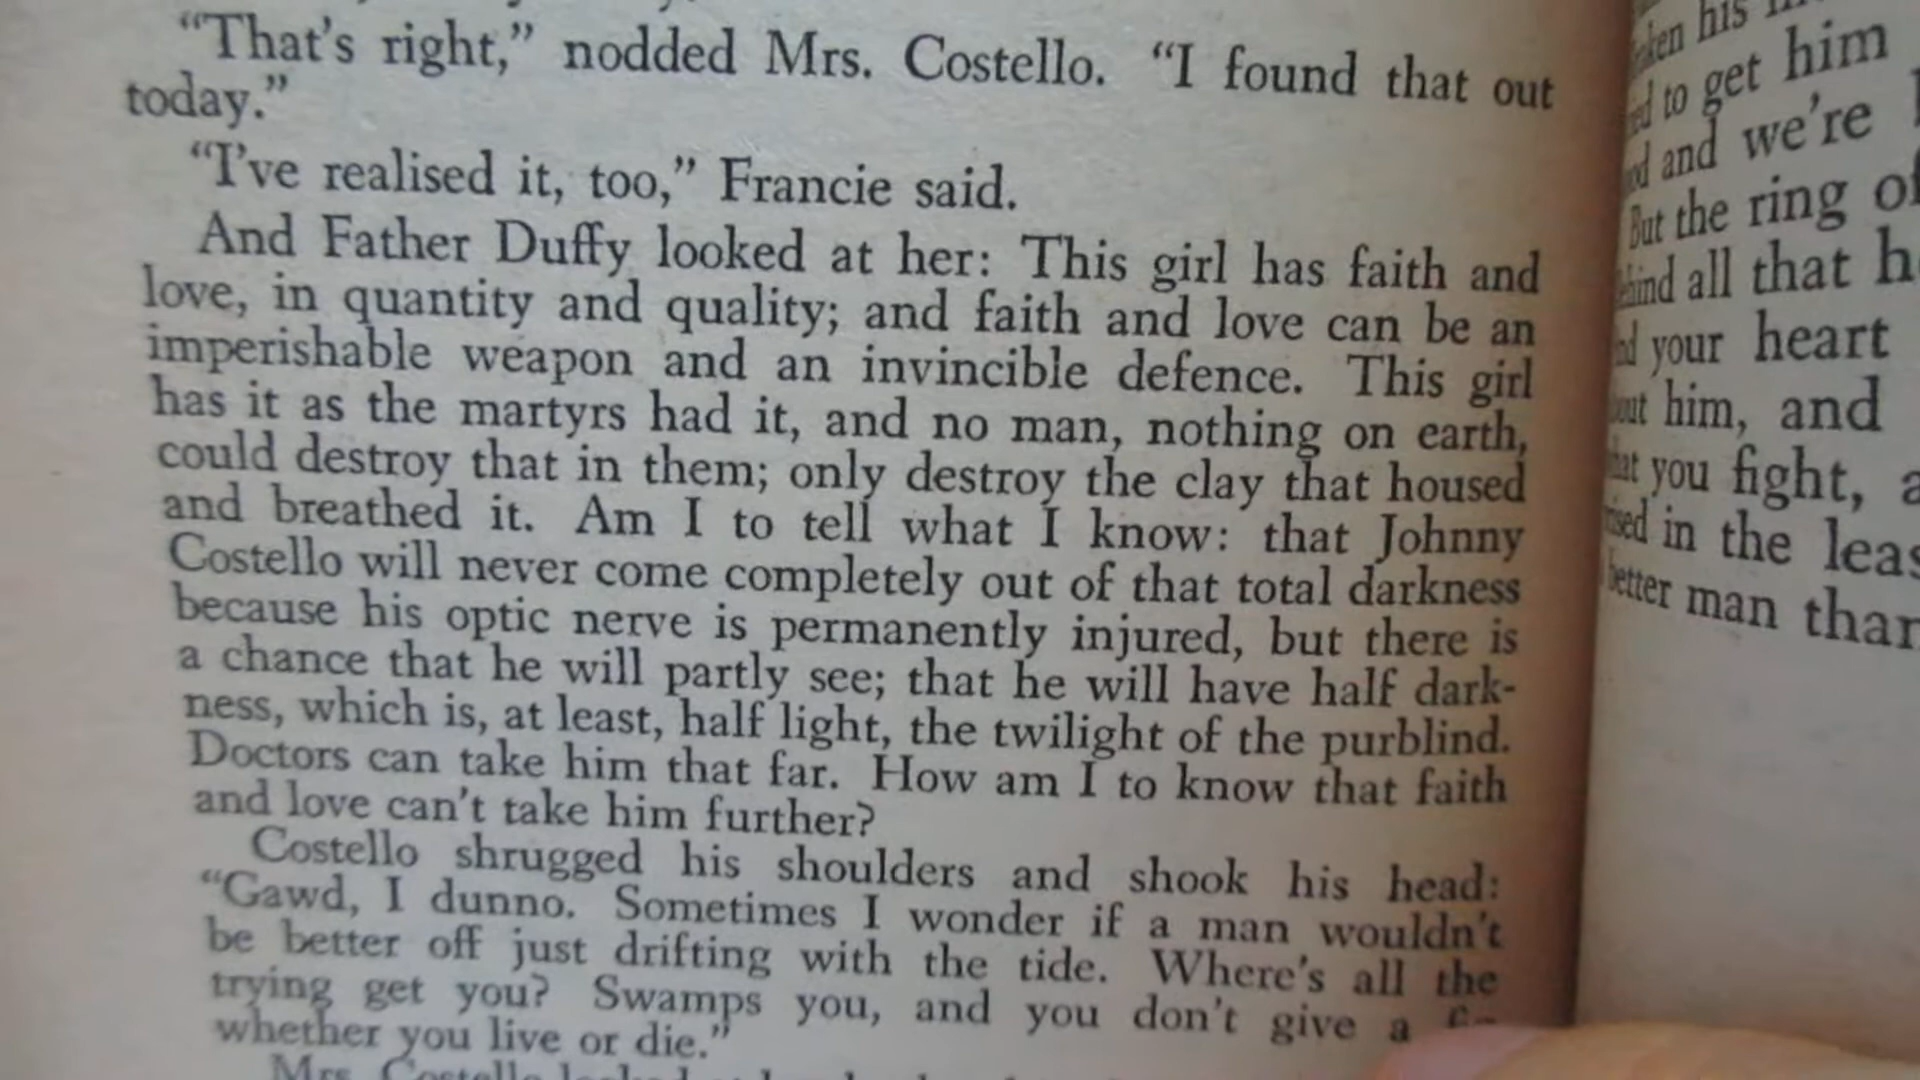 "That's right," nodded Mrs. Costello. "I found that out
today."
"I've realised it, too," Francie said.
And Father Duffy looked at her: This girl has faith and
love, in quantity and quality; and faith and love can be an
imperishable weapon and an invincible defence. This girl
has it as the martyrs had it, and no man, nothing on earth,
could destroy that in them; only destroy the clay that housed
and breathed it. Am I to tell what I know: that Johnny
Costello will never come completely out of that total darkness
because his optic nerve is permanently injured, but there is
a chance that he will partly see; that he will have half dark-
ness, which is, at least, half light, the twilight of the purblind.
Doctors can take him that far. How am I to know that faith
and love can't take him further?
Costello shrugged his shoulders and shook his head:
"Gawd, I dunno. Sometimes I wonder if a man wouldn't
be better off just drifting with the tide. Where's all the
trying get you? Swamps you, and you don't give a
whether you live or die."
Mrs. Costello looked
his
to get him
and we're
But the ring of
all that
your heart
him, and
you fight,
in the
better man than